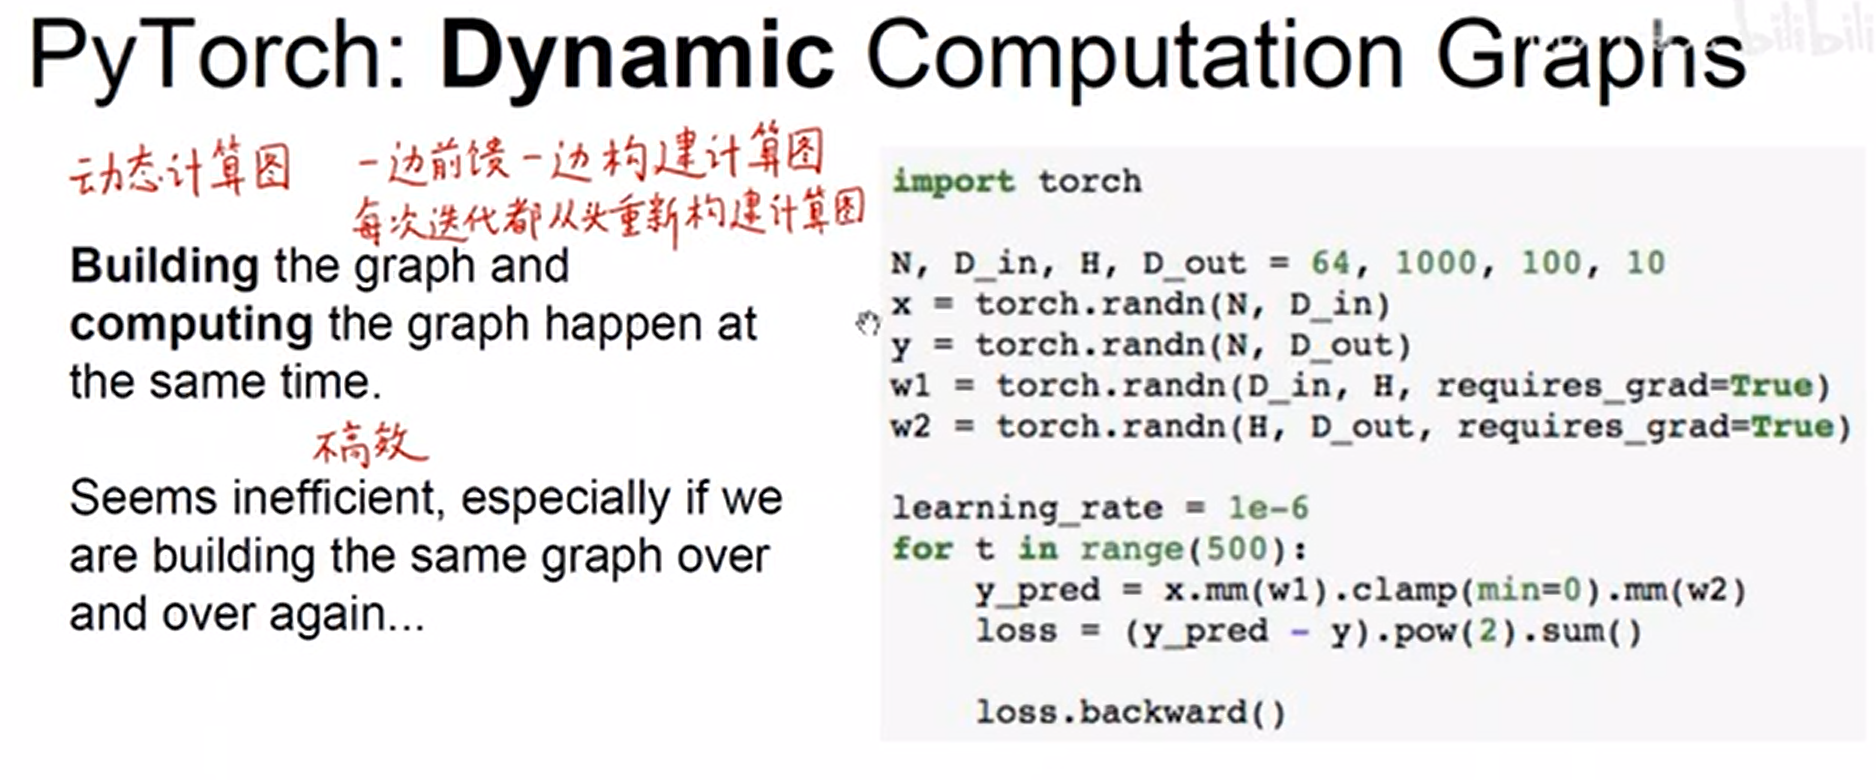 PyTorch: Dynamic Computation Graphs
bilibili
动态计算图
一边前馈一边构建计算图
每次迭代都从头重新构建计算图
Building the graph and
computing the graph happen at
the same time.
不高效
Seems inefficient, especially if we
are building the same graph over
and over again...
import torch
N, D_in, H, D_out = 64, 1000, 100, 10
x = torch.randn(N, D_in)
y = torch.randn(N, D_out)
w1 = torch.randn(D_in, H, requires_grad=True)
w2 = torch.randn(H, D_out, requires_grad=True)
learning_rate = 1e-6
for t in range(500):
    y_pred = x.mm(w1).clamp(min=0).mm(w2)
    loss = (y_pred - y).pow(2).sum()
    loss.backward()